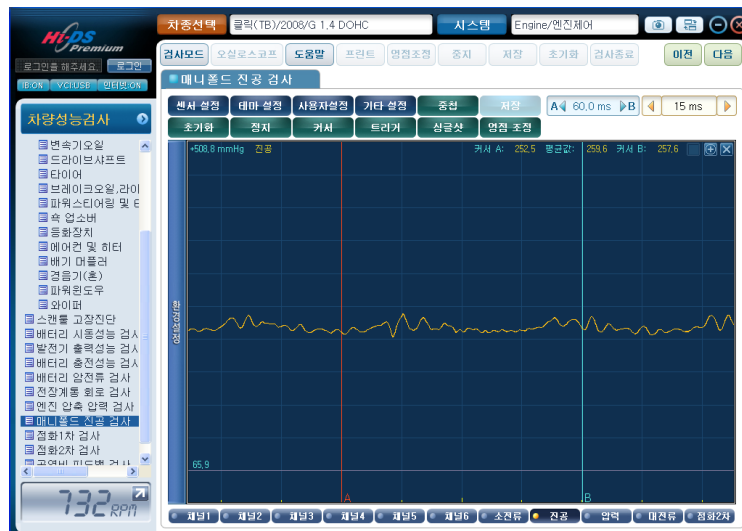 Hi-DS Premium
로그인을 해주세요. 로그인
IB:ON VCI:USB 인터넷:ON
차종선택 클릭(TB)/2008/G 1.4 DOHC 시스템 Engine/엔진제어
검사모드 오실로스코프 도움말 프린트 영점조정 중지 저장 초기화 검사종료 이전 다음
매니폴드 진공 검사
센서 설정 테마 설정 사용자설정 기타 설정 중첩 저장 A 60,0 ms B 15 ms
초기화 정지 커서 트리거 싱글샷 영점 조정
차량성능검사
변속기오일
드라이브샤프트
타이어
브레이크오일,라이
파워스티어링 및 타
쇽 업소버
등화장치
에어컨 및 히터
배기 머플러
경음기(혼)
파워윈도우
와이퍼
스캔툴 고장진단
배터리 시동성능 검사
발전기 출력성능 검사
배터리 충전성능 검사
배터리 암전류 검사
전장계통 회로 검사
엔진 압축 압력 검사
매니폴드 진공 검사
점화1차 검사
점화2차 검사
732 RPM
환경설정
+508,8 mmHg 진공 커서 A: 252,5 평균값: 259,6 커서 B: 257,6
65,9
A B
채널1 채널2 채널3 채널4 채널5 채널6 소전류 진공 압력 대전류 점화2차